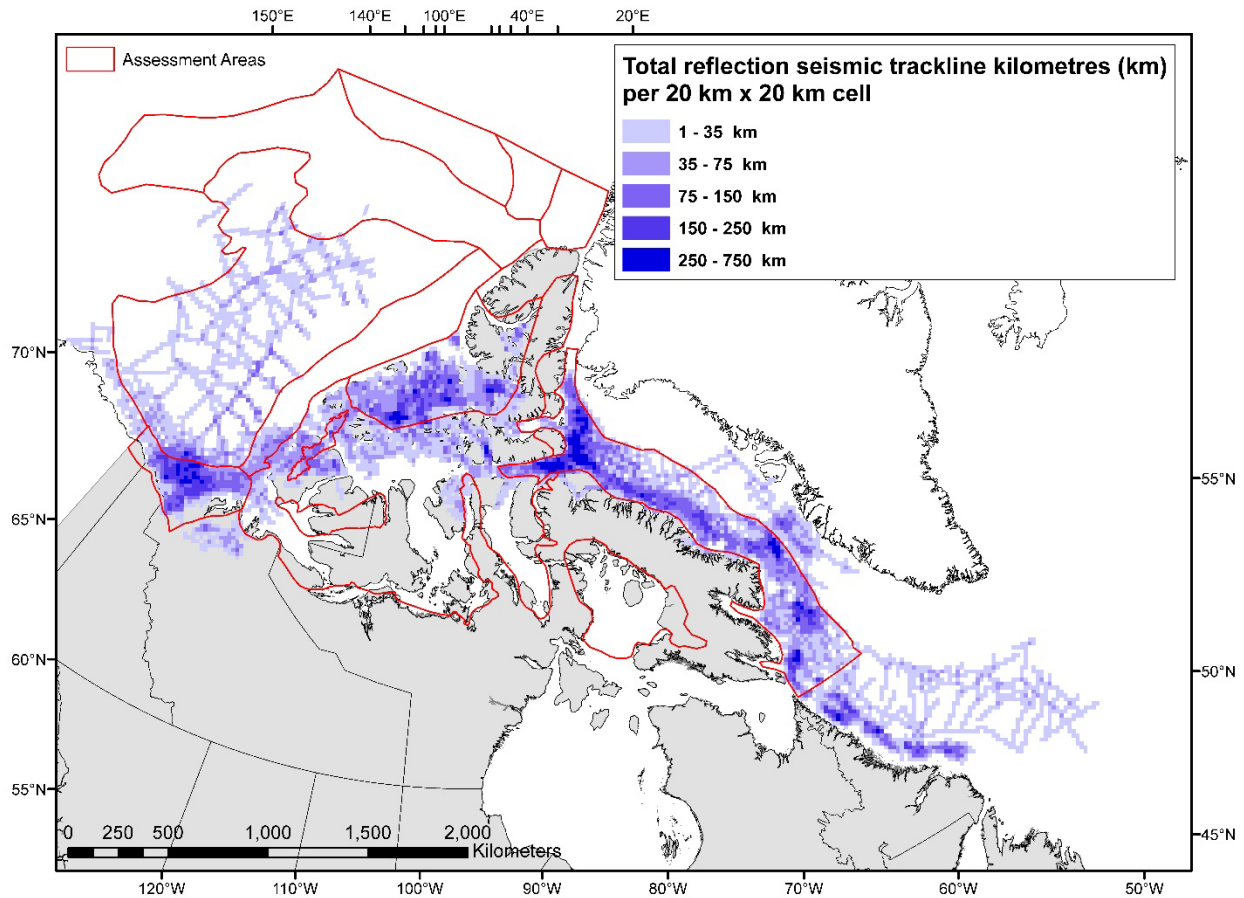 150°E 140°E 100°E 40°E 20°E
Assessment Areas
Total reflection seismic trackline kilometres (km)
per 20 km x 20 km cell
1 - 35 km
35 - 75 km
75 - 150 km
150 - 250 km
250 - 750 km
70°N
65°N
55°N
60°N
50°N
55°N
45°N
0 250 500 1,000 1,500 2,000
Kilometers
120°W 110°W 100°W 90°W 80°W 70°W 60°W 50°W